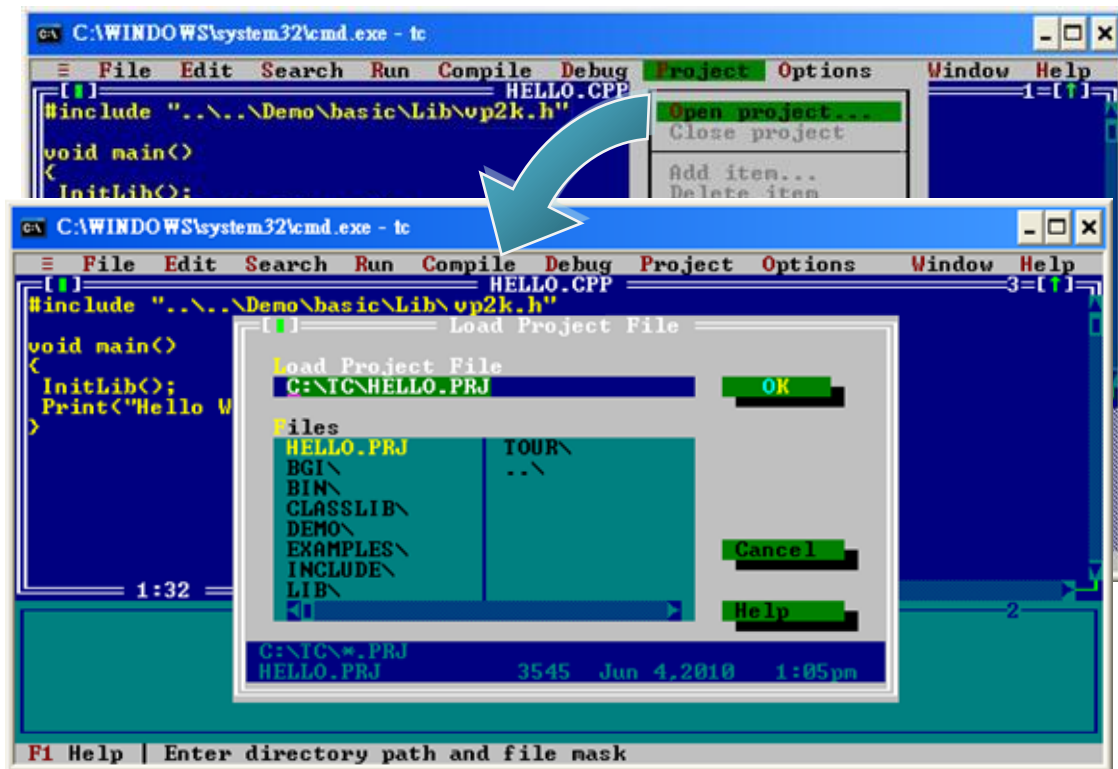 C:\WINDOWS\system32\cmd.exe - tc
≡ File Edit Search Run Compile Debug Project Options Window Help
HELLO.CPP 1=[↑]
#include "..\..\Demo\basic\Lib\vp2k.h"
void main()
{
InitLib();
Open project...
Close project
Add item...
Delete item
C:\WINDOWS\system32\cmd.exe - tc
≡ File Edit Search Run Compile Debug Project Options Window Help
HELLO.CPP 3=[↑]
#include "..\..\Demo\basic\Lib\vp2k.h"
void main()
{
InitLib();
Print("Hello W
}
1:32
2
Load Project File
Load Project File
C:\TC\HELLO.PRJ
OK
Files
HELLO.PRJ TOUR\
BGI\ ..\
BIN\
CLASSLIB\
DEMO\
EXAMPLES\
INCLUDE\
LIB\
Cancel
Help
C:\TC\*.PRJ
HELLO.PRJ 3545 Jun 4,2010 1:05pm
F1 Help | Enter directory path and file mask